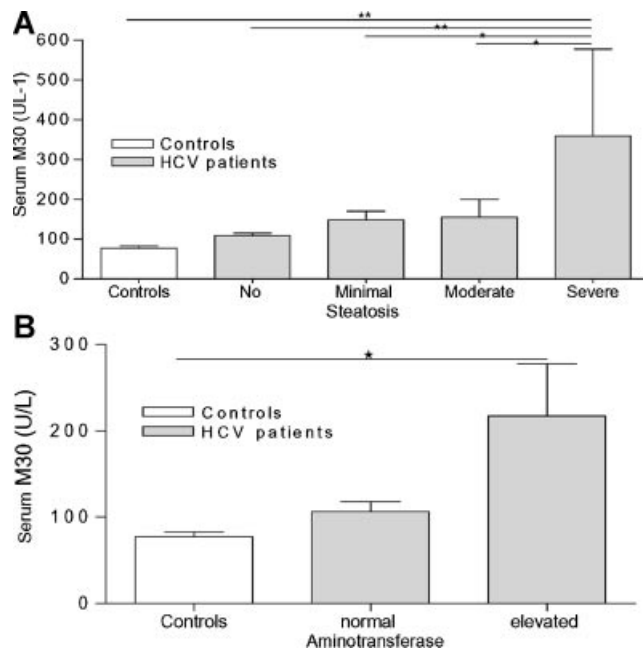 A
**
**
*
*
600
500
400
300
200
100
0
Serum M30 (UL-1)
Controls
HCV patients
Controls No Minimal Moderate Severe
Steatosis
B
★
300
200
100
0
Serum M30 (U/L)
Controls
HCV patients
Controls normal elevated
Aminotransferase